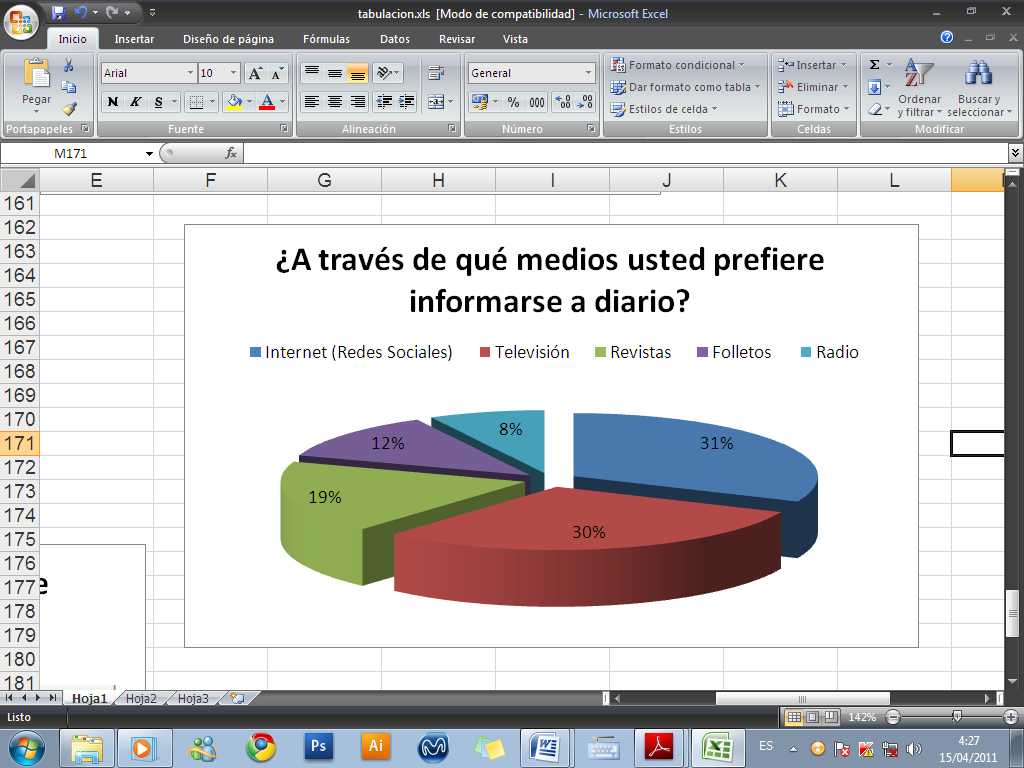 tabulacion.xls [Modo de compatibilidad] - Microsoft Excel
Inicio Insertar Diseño de página Fórmulas Datos Revisar Vista
Pegar
Arial 10 A A
General
N K S A
% 000
Formato condicional
Dar formato como tabla
Estilos de celda
Insertar
Eliminar
Formato
Σ
Ordenar y filtrar
Buscar y seleccionar
Portapapeles Fuente Alineación Número Estilos Celdas Modificar
M171 fx
E F G H I J K L
161
162
163
164
165
166
167
168
169
170
171
172
173
174
175
176
177
178
179
180
181
¿A través de qué medios usted prefiere
informarse a diario?
Internet (Redes Sociales) Televisión Revistas Folletos Radio
8%
12%
31%
19%
30%
e
Hoja1 Hoja2 Hoja3
Listo 142%
Ps Ai
ES
4:27
15/04/2011